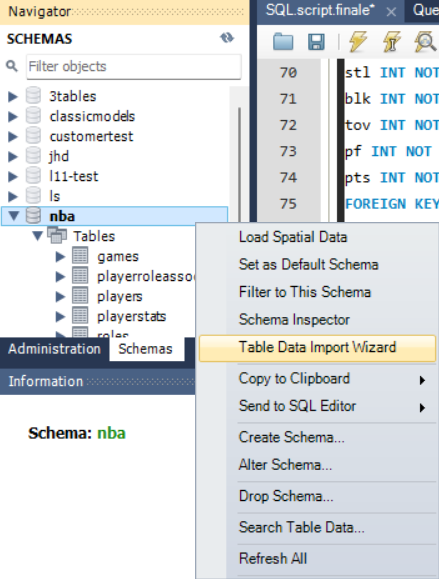 Navigator
SQL.script.finale*
Que
SCHEMAS
Filter objects
3tables
classicmodels
customertest
jhd
l11-test
ls
nba
Tables
games
playerroleasso
players
playerstats
roles
70 stl INT NOT
71 blk INT NOT
72 tov INT NOT
73 pf INT NOT
74 pts INT NOT
75 FOREIGN KEY
Load Spatial Data
Set as Default Schema
Filter to This Schema
Schema Inspector
Table Data Import Wizard
Copy to Clipboard
Send to SQL Editor
Create Schema...
Alter Schema...
Drop Schema...
Search Table Data...
Refresh All
Administration Schemas
Information
Schema: nba